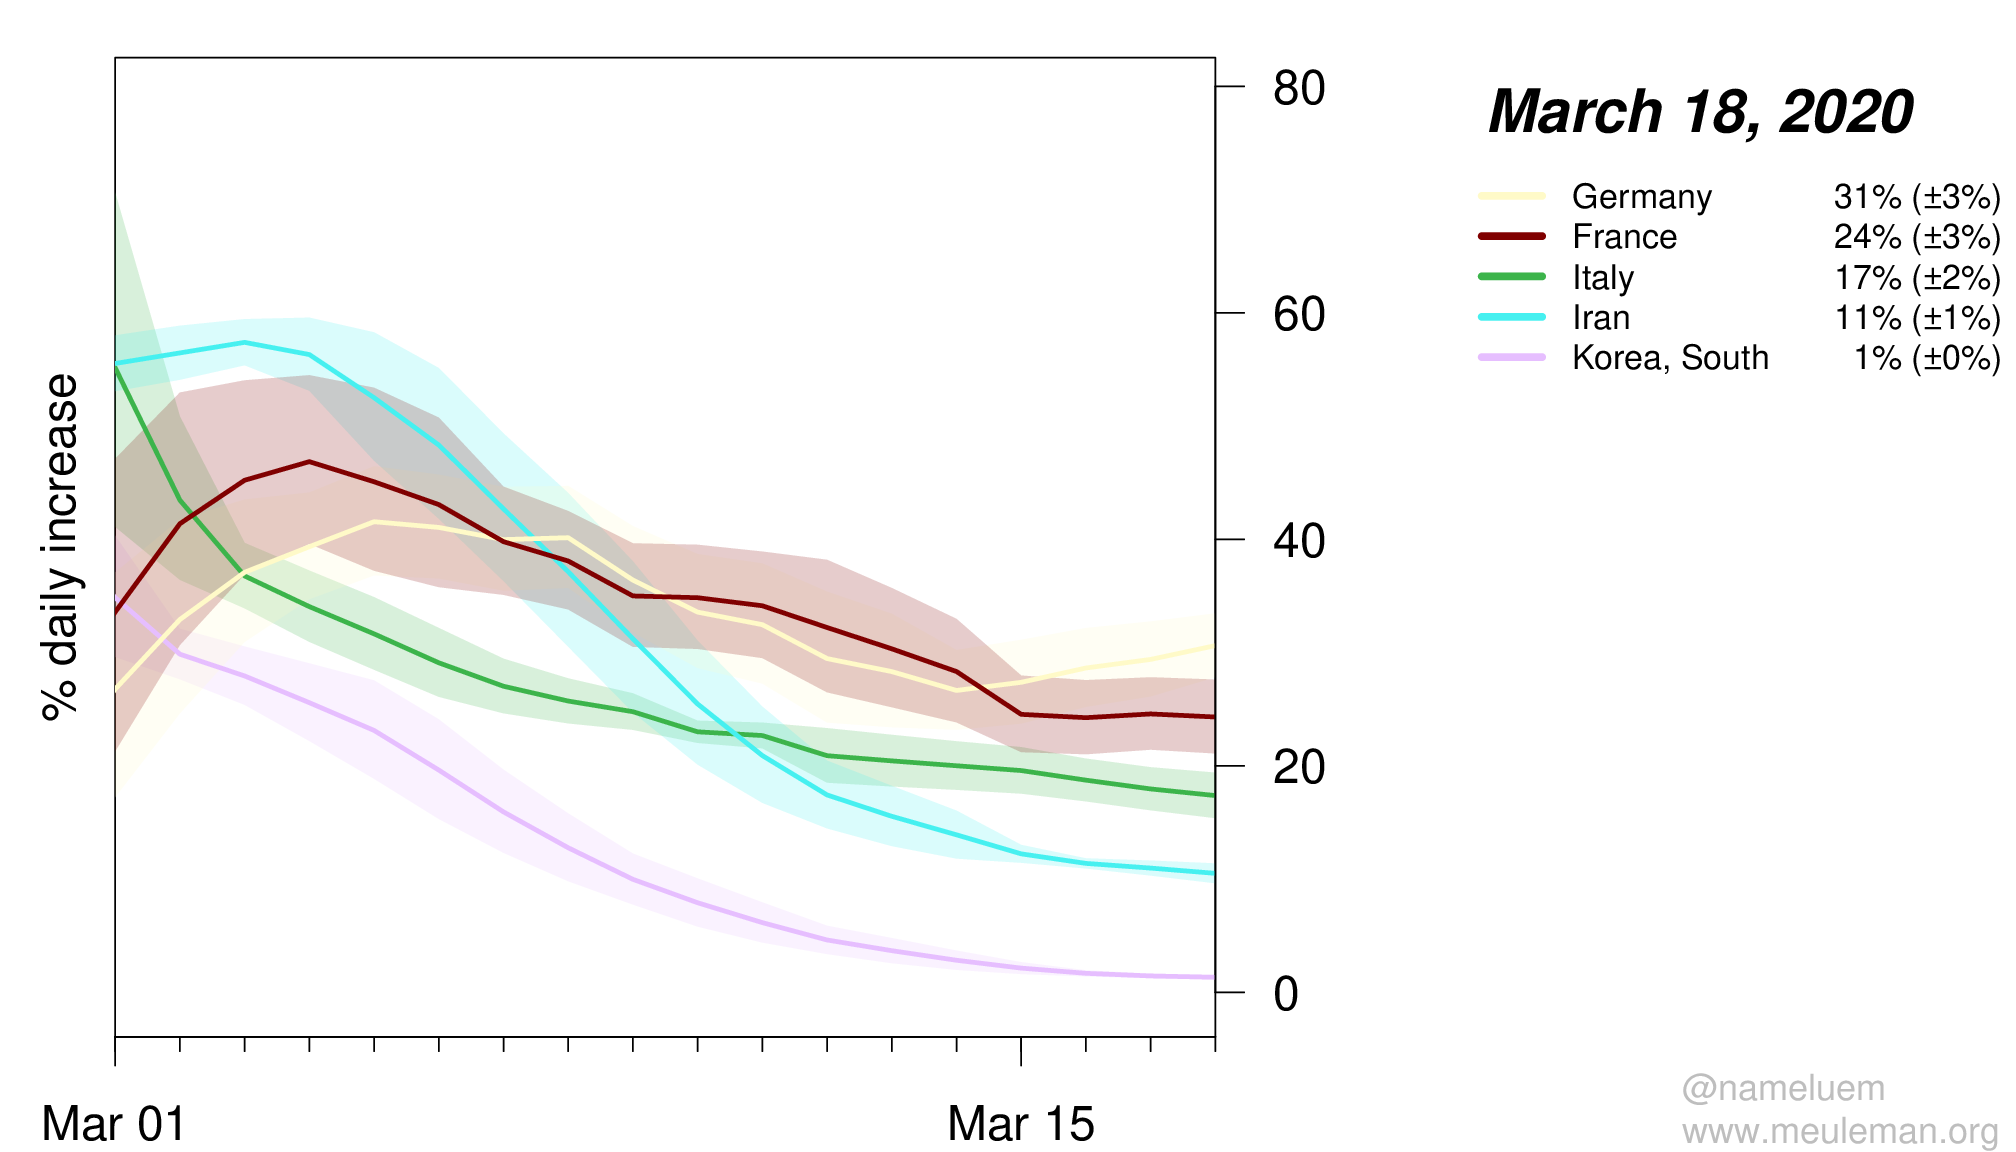 % daily increase
80
60
40
20
0
Mar 01
Mar 15
March 18, 2020
Germany 31% (±3%)
France 24% (±3%)
Italy 17% (±2%)
Iran 11% (±1%)
Korea, South 1% (±0%)
@nameluem
www.meuleman.org